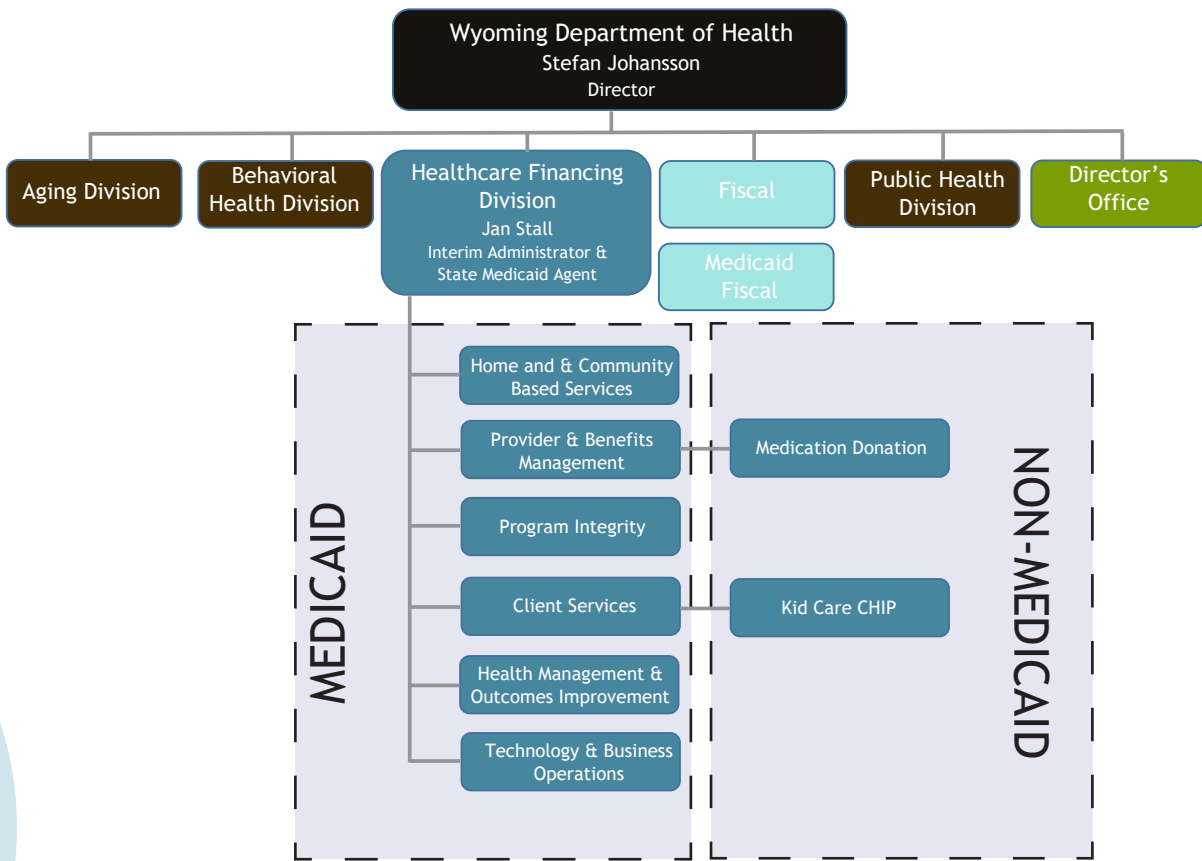 Wyoming Department of Health
Stefan Johansson
Director
Aging Division
Behavioral
Health Division
Healthcare Financing
Division
Jan Stall
Interim Administrator &
State Medicaid Agent
Fiscal
Medicaid
Fiscal
Public Health
Division
Director's
Office
MEDICAID
Home and & Community
Based Services
Provider & Benefits
Management
Program Integrity
Client Services
Health Management &
Outcomes Improvement
Technology & Business
Operations
Medication Donation
Kid Care CHIP
NON-MEDICAID